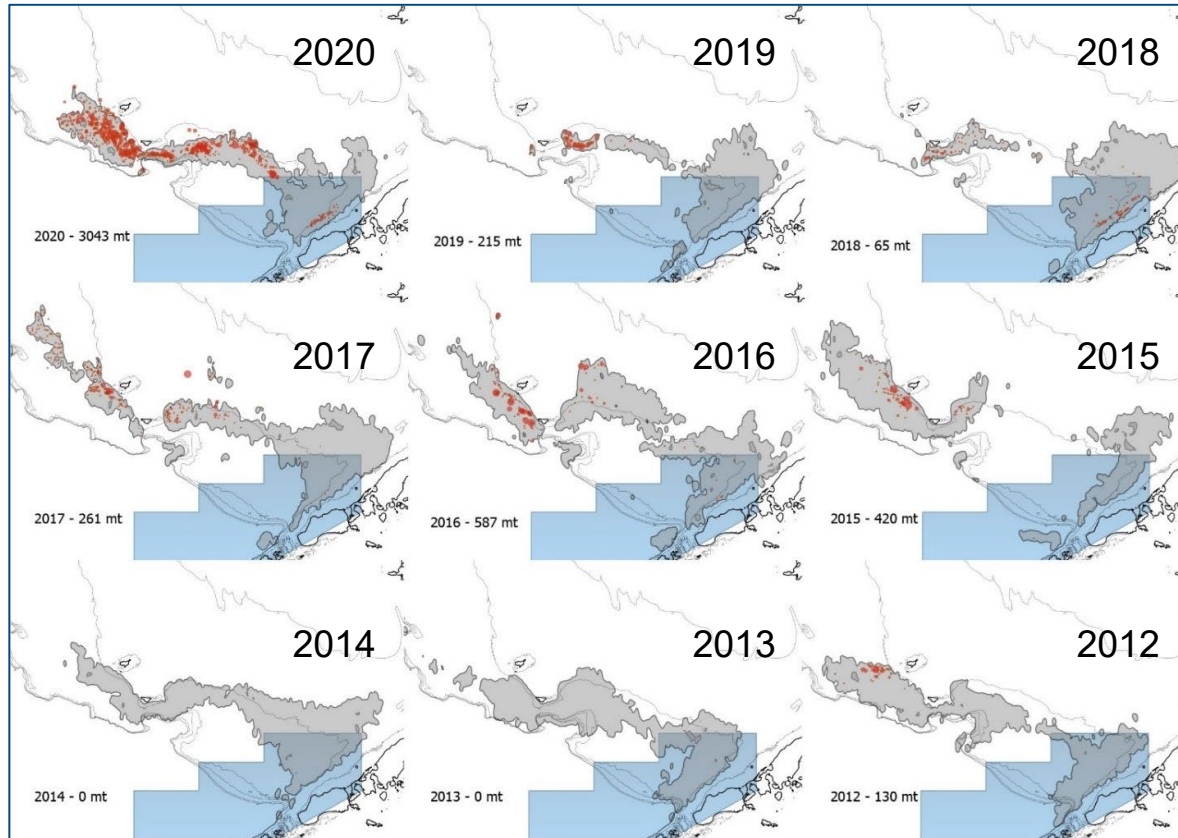 2020
2019
2018
2020 - 3043 mt
2019 - 215 mt
2018 - 65 mt
2017
2016
2015
2017 - 261 mt
2016 - 587 mt
2015 - 420 mt
2014
2013
2012
2014 - 0 mt
2013 - 0 mt
2012 - 130 mt